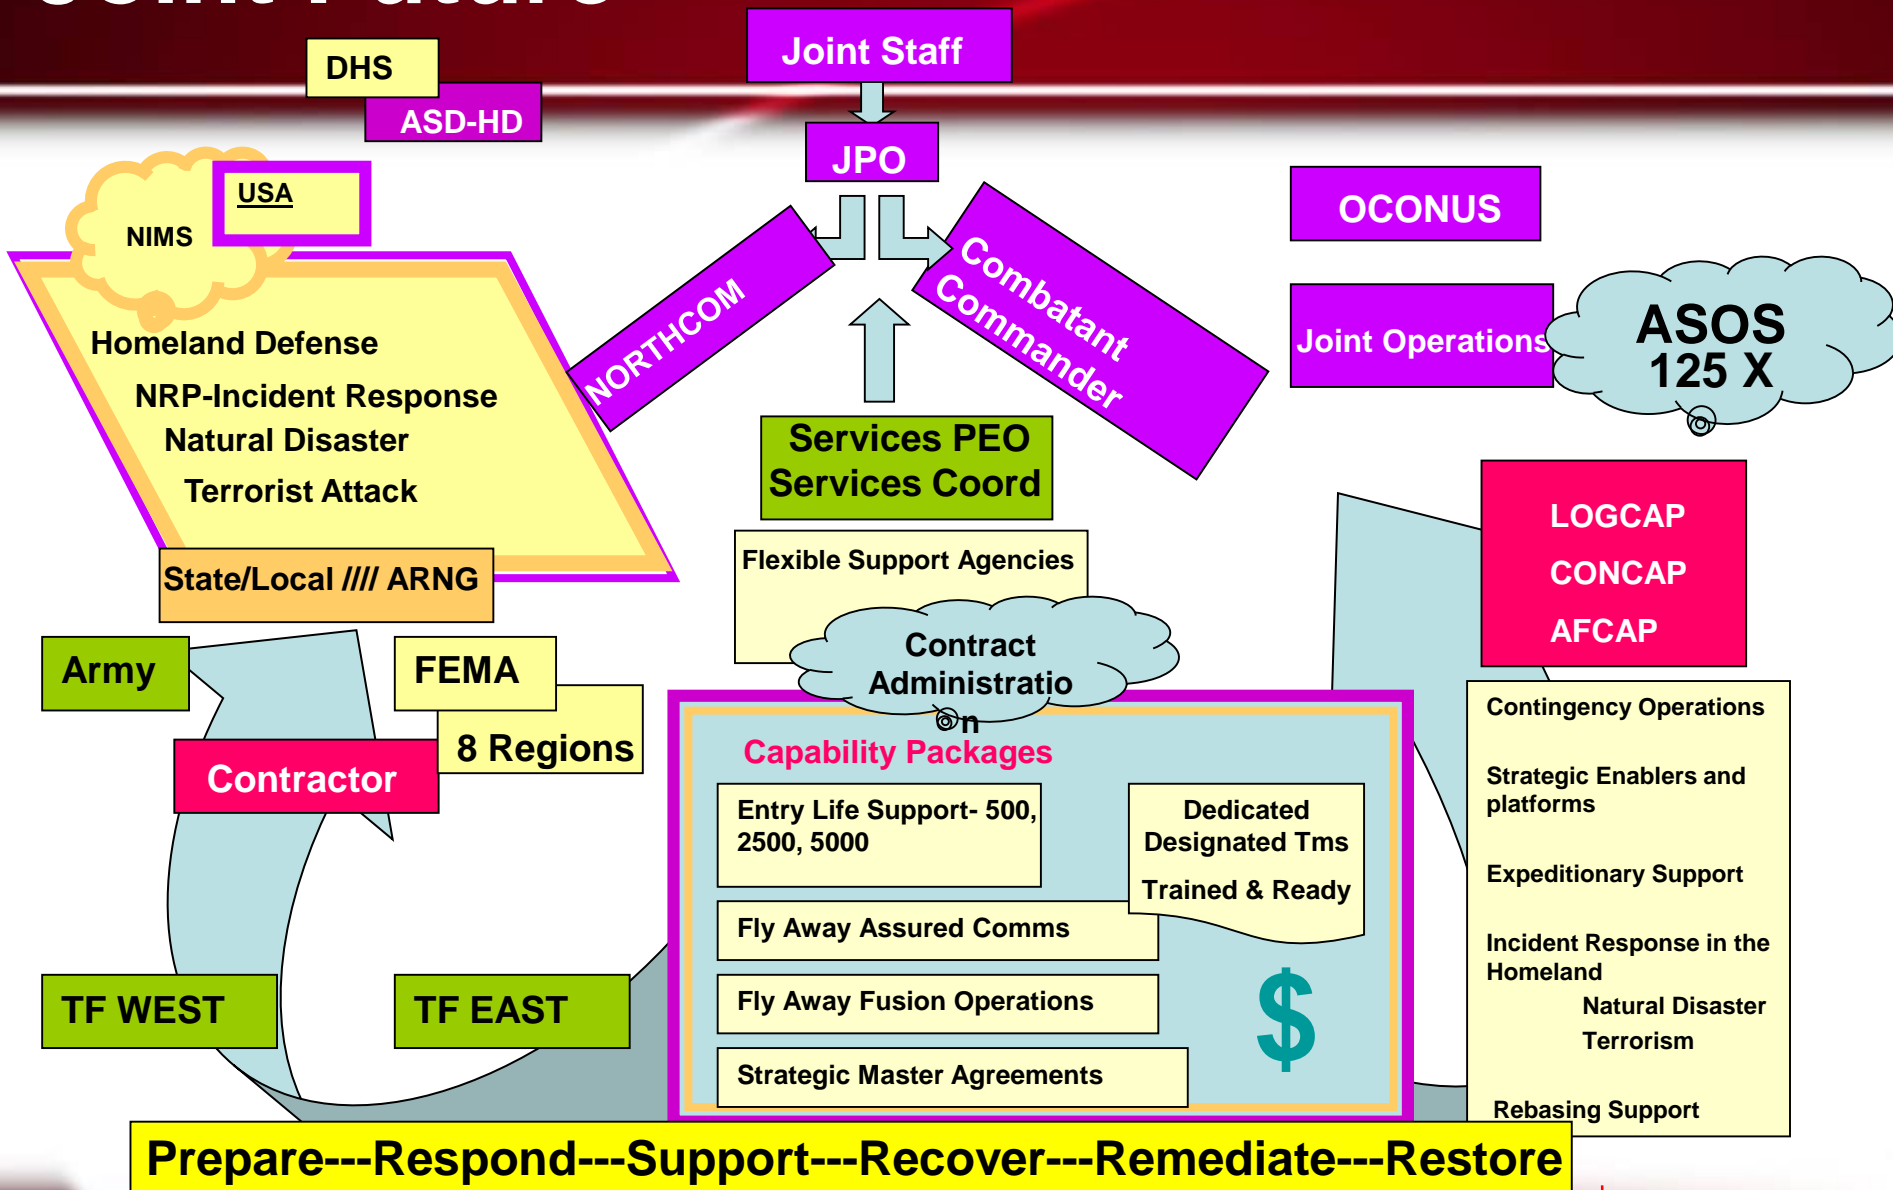 Joint Future
DHS
ASD-HD
Joint Staff
JPO
NIMS
USA
Homeland Defense
NRP-Incident Response
Natural Disaster
Terrorist Attack
State/Local //// ARNG
NORTHCOM
Combatant
Commander
OCONUS
Joint Operations
ASOS
125 X
Services PEO
Services Coord
Flexible Support Agencies
Contract
Administratio
n
LOGCAP
CONCAP
AFCAP
Army
FEMA
8 Regions
Contractor
TF WEST
TF EAST
Capability Packages
Entry Life Support- 500,
2500, 5000
Fly Away Assured Comms
Fly Away Fusion Operations
Strategic Master Agreements
Dedicated
Designated Tms
Trained & Ready
$
Contingency Operations
Strategic Enablers and
platforms
Expeditionary Support
Incident Response in the
Homeland
Natural Disaster
Terrorism
Rebasing Support
Prepare---Respond---Support---Recover---Remediate---Restore